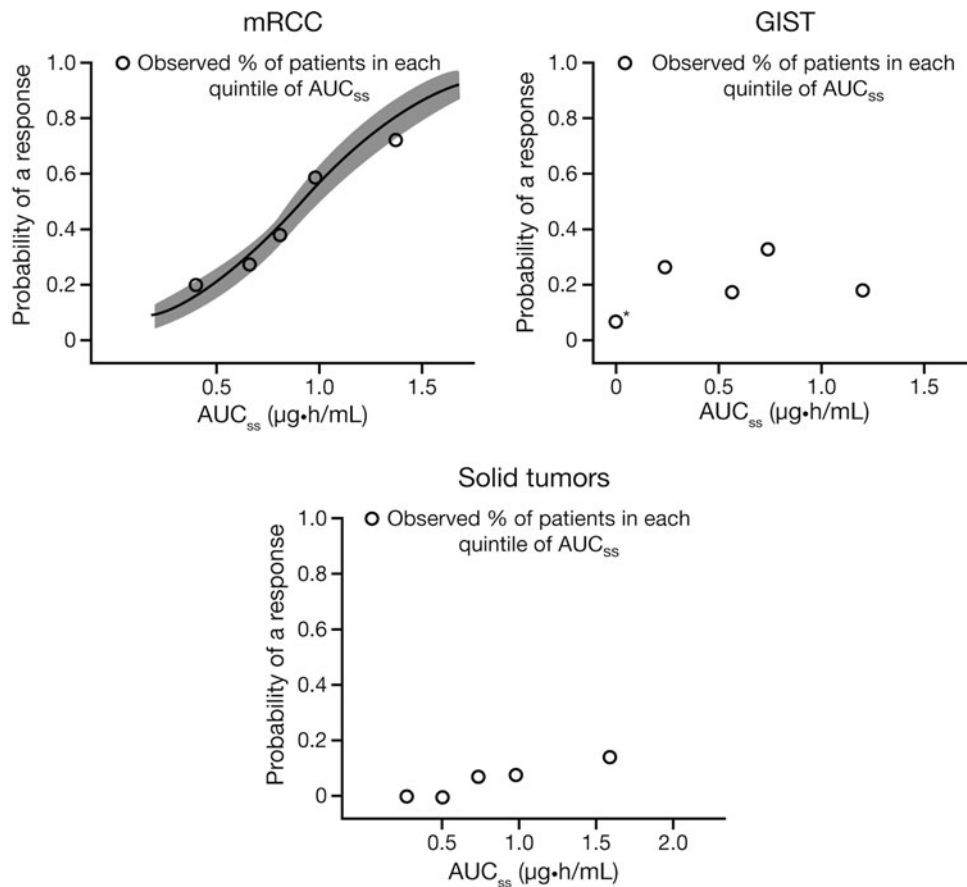 mRCC
Observed % of patients in each
quintile of AUCss
Probability of a response
1.0
0.8
0.6
0.4
0.2
0
0.5
1.0
1.5
AUCss (µg•h/mL)
GIST
Observed % of patients in each
quintile of AUCss
Probability of a response
1.0
0.8
0.6
0.4
0.2
0
*
0
0.5
1.0
1.5
AUCss (µg•h/mL)
Solid tumors
Observed % of patients in each
quintile of AUCss
Probability of a response
1.0
0.8
0.6
0.4
0.2
0
0.5
1.0
1.5
2.0
AUCss (µg•h/mL)